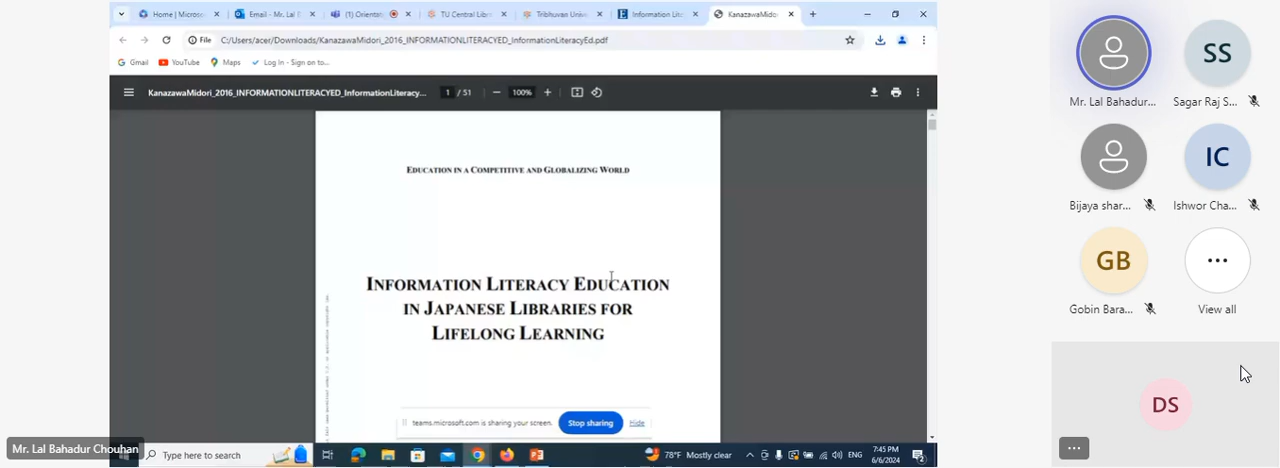 Home | Microso
Email - Mr. Lal B
(1) Orientati
TU Central Libr
Tribhuvan Univ
Information Lit
KanazawaMido
File
C:/Users/acer/Downloads/KanazawaMidori_2016_INFORMATIONLITERACYED_InformationLiteracyEd.pdf
Gmail
YouTube
Maps
Log In - Sign on to...
KanazawaMidori_2016_INFORMATIONLITERACYED_InformationLiteracy...
1 / 51
100%
EDUCATION IN A COMPETITIVE AND GLOBALIZING WORLD
INFORMATION LITERACY EDUCATION
IN JAPANESE LIBRARIES FOR
LIFELONG LEARNING
teams.microsoft.com is sharing your screen.
Stop sharing
Hide
Mr. Lal Bahadur Chouhan
Type here to search
78°F Mostly clear
ENG
7:45 PM
6/6/2024
2
Mr. Lal Bahadur...
SS
Sagar Raj S...
Bijaya shar...
IC
Ishwor Cha...
GB
Gobin Bara...
View all
DS